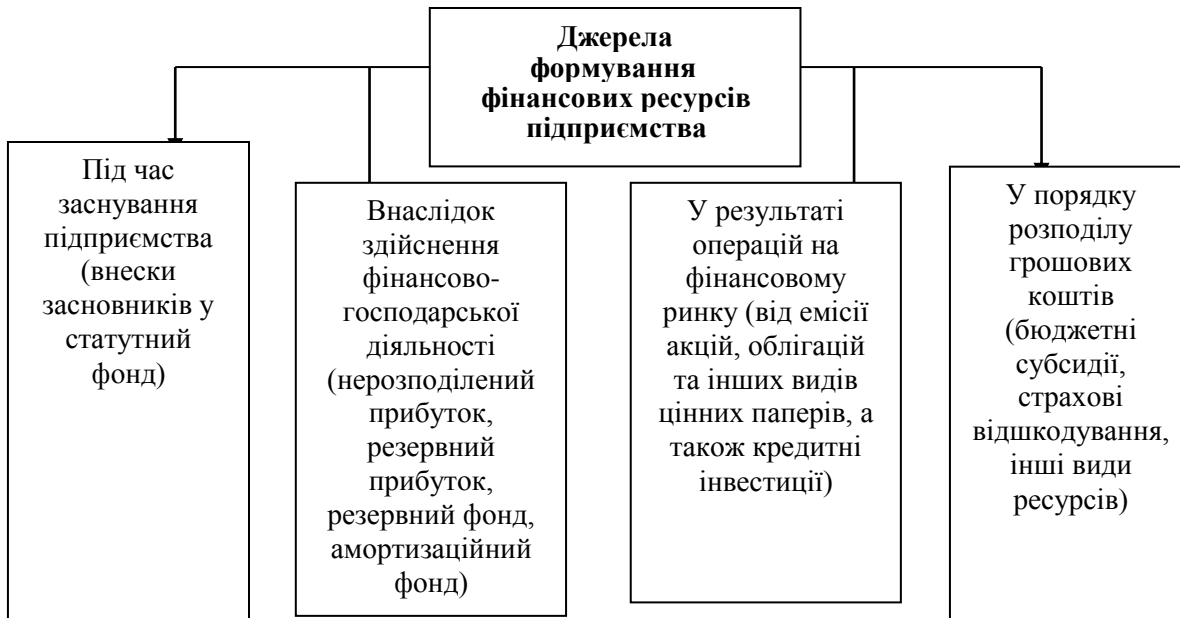 Джерела
формування
фінансових ресурсів
підприємства
Під час
заснування
підприємства
(внески
засновників у
статутний
фонд)
Внаслідок
здійснення
фінансово-
господарської
діяльності
(нерозподілений
прибуток,
резервний
прибуток,
резервний фонд,
амортизаційний
фонд)
У результаті
операцій на
фінансовому
ринку (від емісії
акцій, облігацій
та інших видів
цінних паперів, а
також кредитні
інвестиції)
У порядку
розподілу
грошових
коштів
(бюджетні
субсидії,
страхові
відшкодування,
інші види
ресурсів)